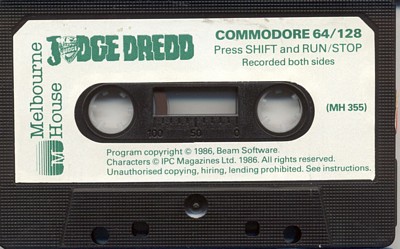 Melbourne
House
JUDGE DREDD
COMMODORE 64/128
Press SHIFT and RUN/STOP
Recorded both sides
(MH 355)
100 50 0
Program copyright © 1986, Beam Software.
Characters © IPC Magazines Ltd. 1986. All rights reserved.
Unauthorised copying, hiring, lending prohibited. See instructions.